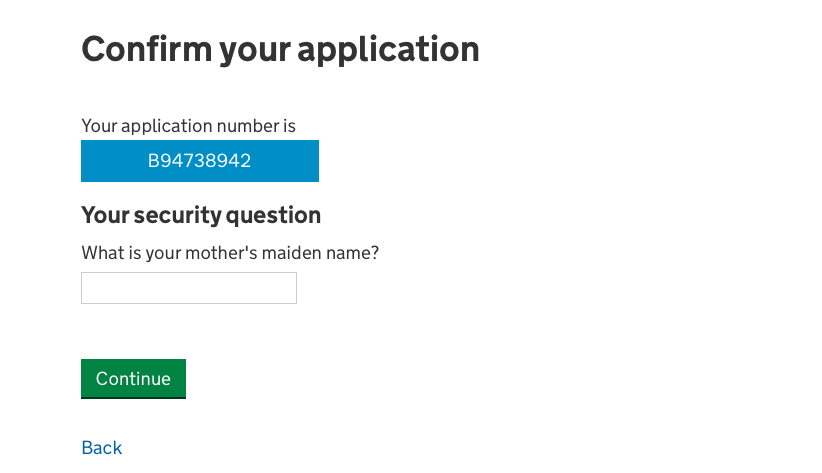 Confirm your application
Your application number is
B94738942
Your security question
What is your mother's maiden name?
Continue
Back